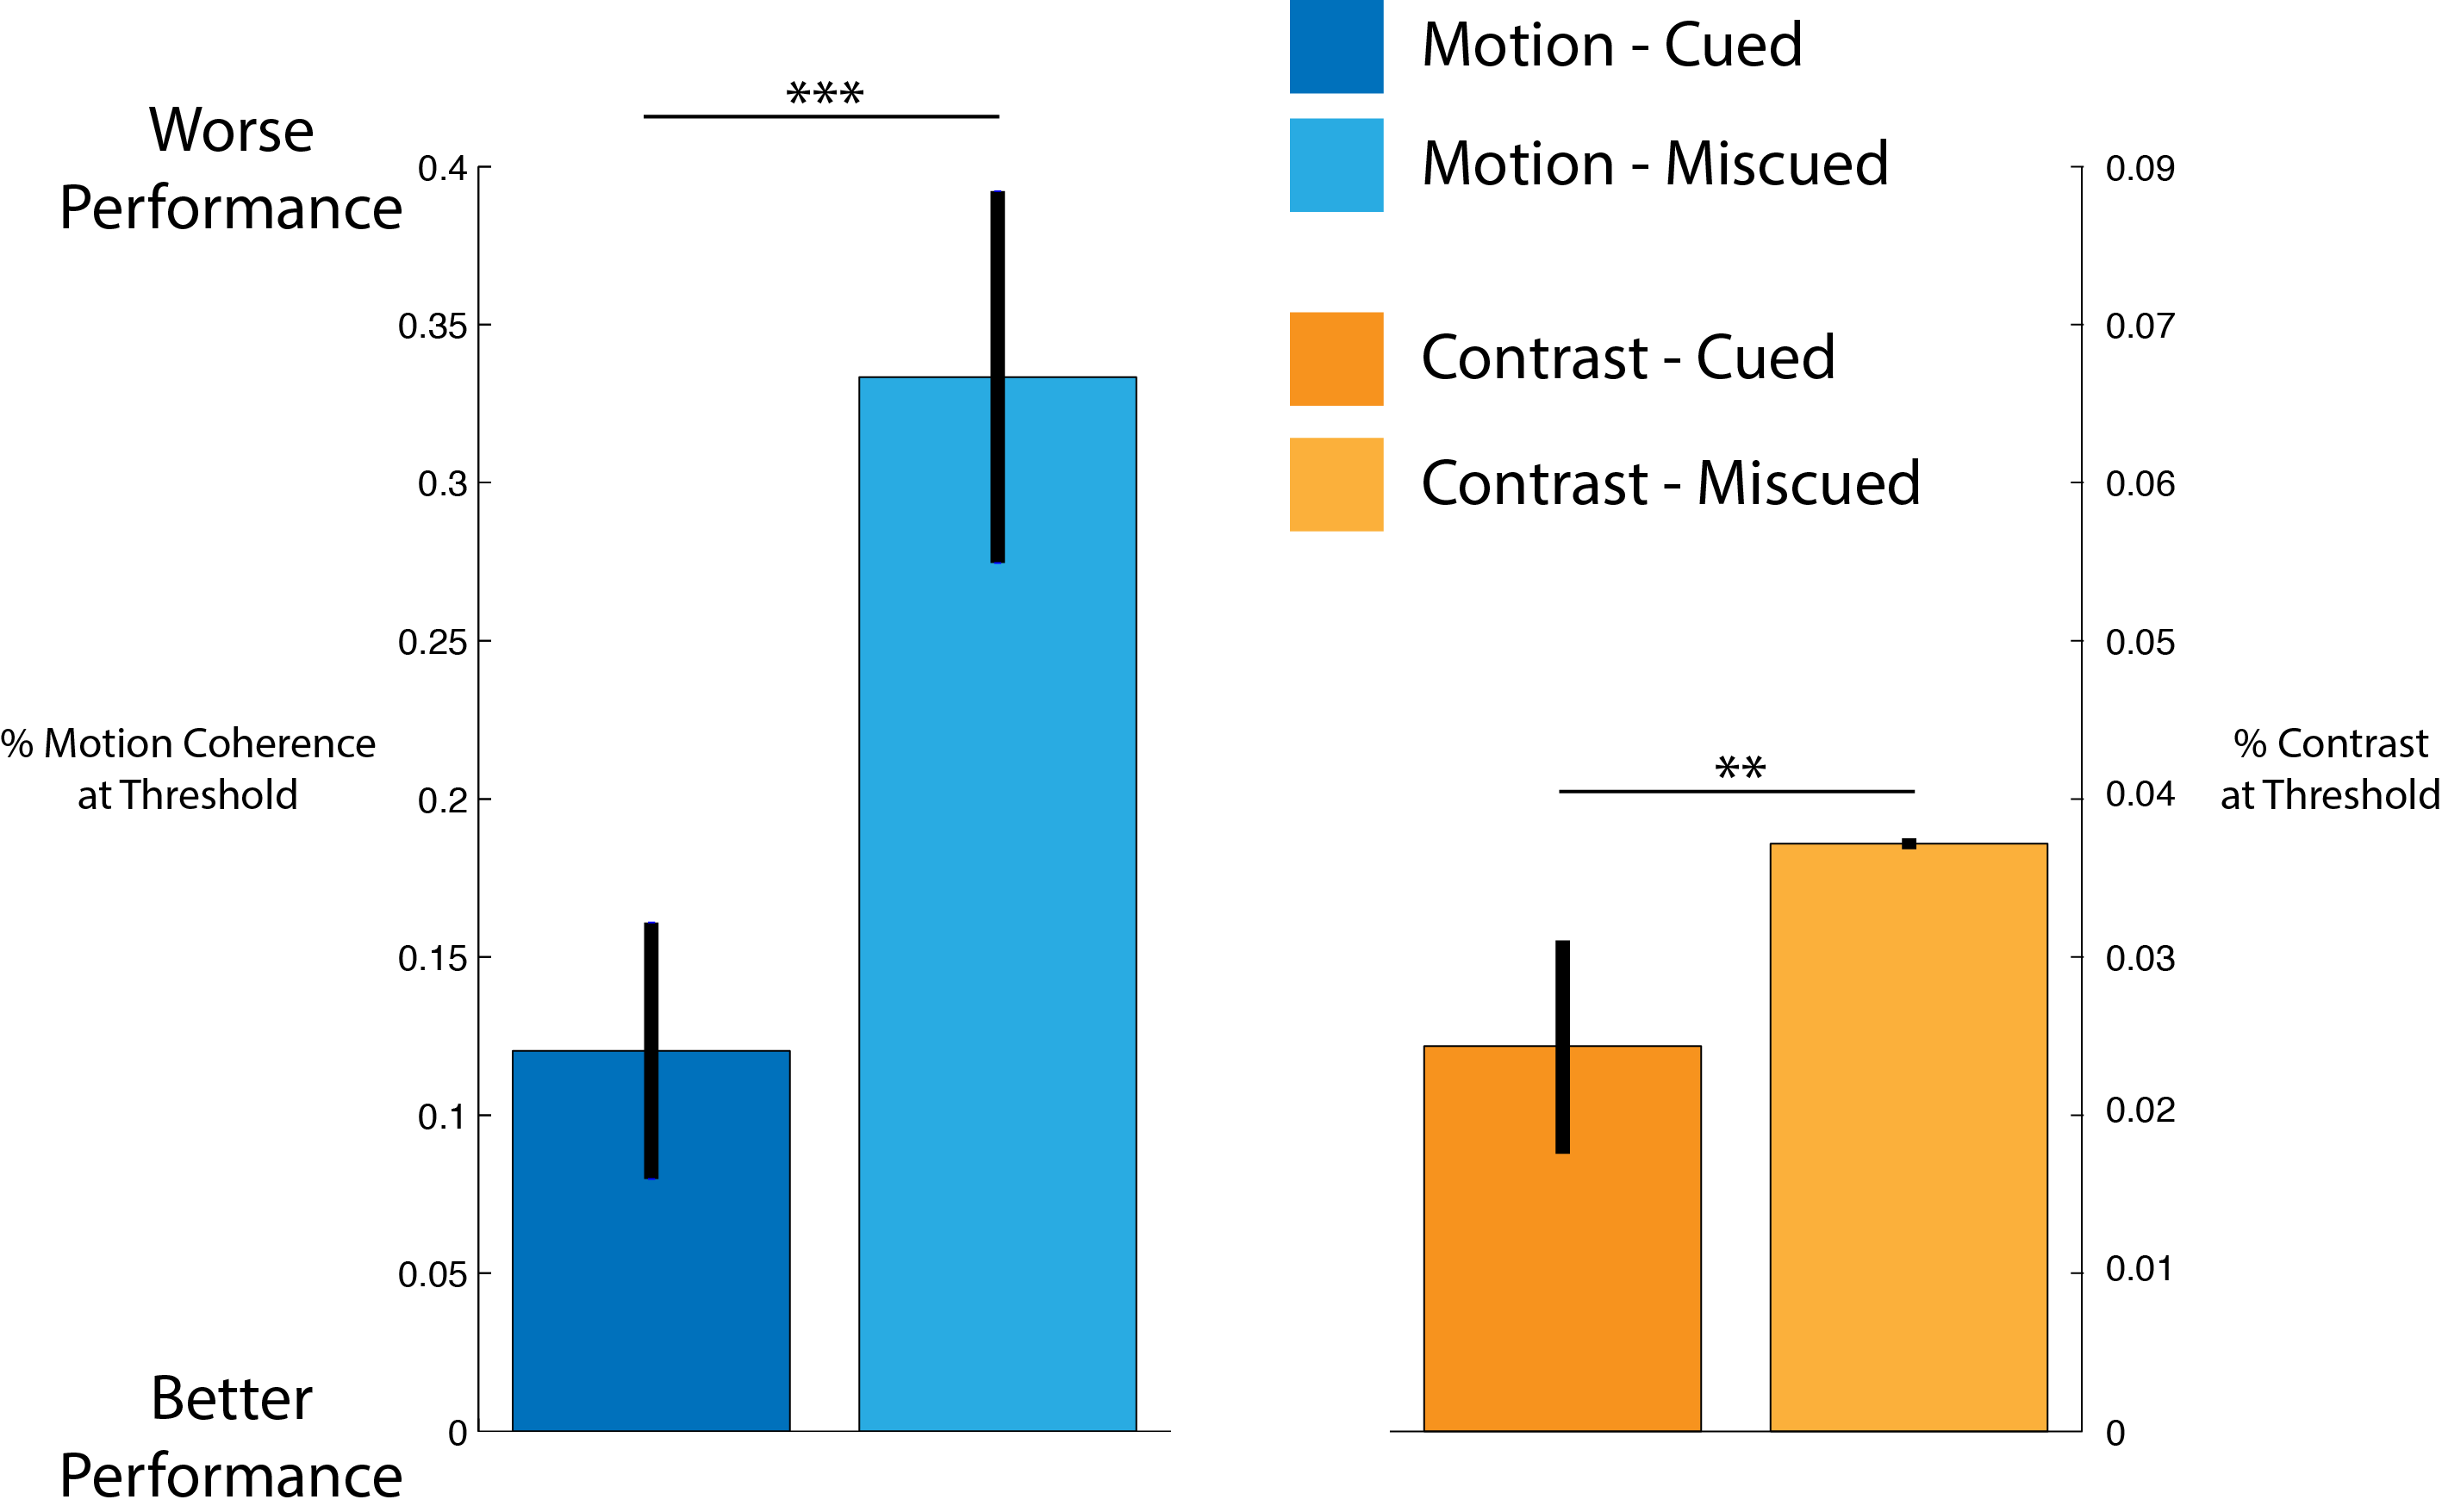 Worse
Performance
***
0.4
0.35
0.3
0.25
0.2
0.15
0.1
0.05
0
% Motion Coherence
at Threshold
Better
Performance
Motion - Cued
Motion - Miscued
Contrast - Cued
Contrast - Miscued
**
0.09
0.07
0.06
0.05
0.04
0.03
0.02
0.01
0
% Contrast
at Threshold